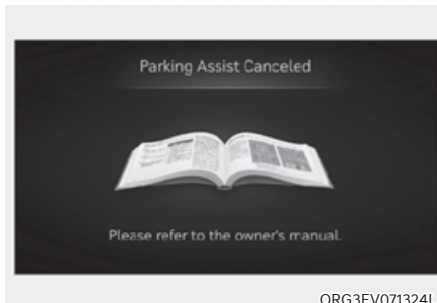 Parking Assist Canceled
Please refer to the owner's manual.
ORG3EV071324L